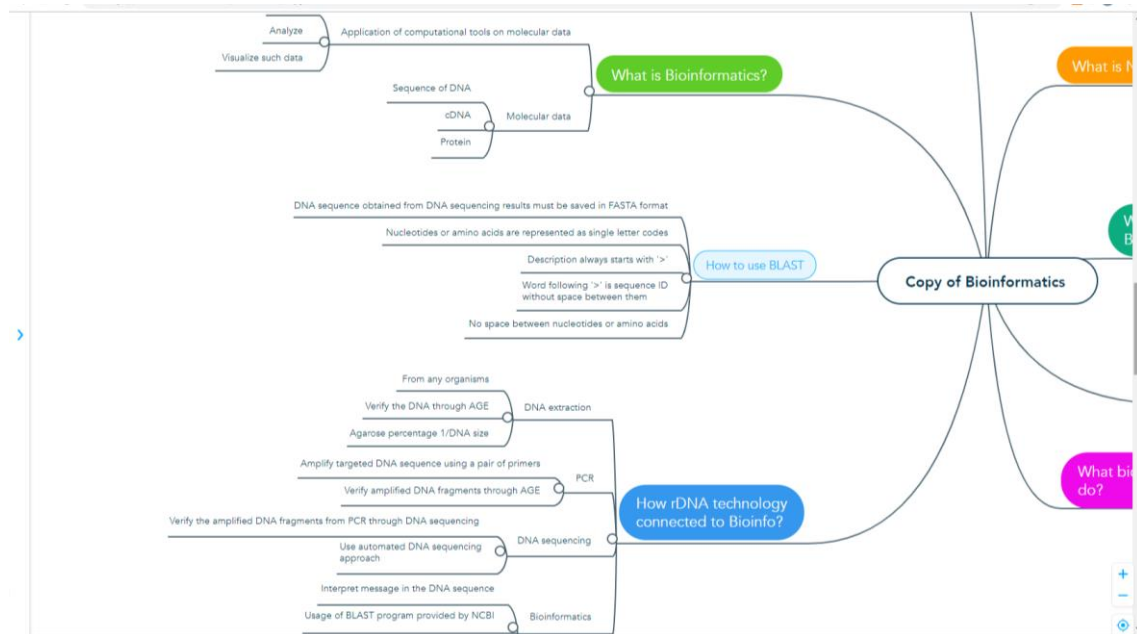 Analyze
Application of computational tools on molecular data
Visualize such data
What is Bioinformatics?
Sequence of DNA
cDNA
Molecular data
Protein
DNA sequence obtained from DNA sequencing results must be saved in FASTA format
Nucleotides or amino acids are represented as single letter codes
Description always starts with '>'
How to use BLAST
Word following '>' is sequence ID
without space between them
No space between nucleotides or amino acids
From any organisms
Verify the DNA through AGE
DNA extraction
Agarose percentage 1/DNA size
Amplify targeted DNA sequence using a pair of primers
PCR
Verify amplified DNA fragments through AGE
How rDNA technology
connected to Bioinfo?
Verify the amplified DNA fragments from PCR through DNA sequencing
DNA sequencing
Use automated DNA sequencing
approach
Interpret message in the DNA sequence
Usage of BLAST program provided by NCBI
Bioinformatics
Copy of Bioinformatics
What is
What
do?